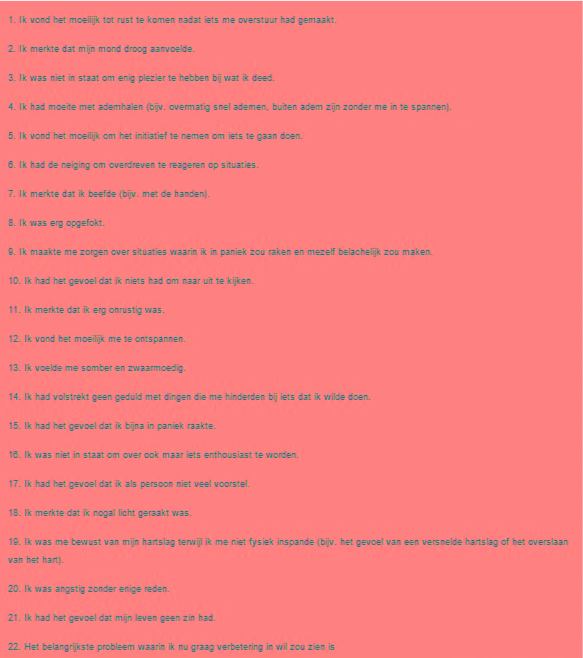 1. Ik vond het moeilijk tot rust te komen nadat iets me overstuur had gemaakt.
2. Ik merkte dat mijn mond droog aanvoelde.
3. Ik was niet in staat om enig plezier te hebben bij wat ik deed.
4. Ik had moeite met ademhalen (bijv. overmatig snel ademen, buiten adem zijn zonder me in te spannen).
5. Ik vond het moeilijk om het initiatief te nemen om iets te gaan doen.
6. Ik had de neiging om overdreven te reageren op situaties.
7. Ik merkte dat ik beefde (bijv. met de handen).
8. Ik was erg opgefokt.
9. Ik maakte me zorgen over situaties waarin ik in paniek zou raken en mezelf belachelijk zou maken.
10. Ik had het gevoel dat ik niets had om naar uit te kijken.
11. Ik merkte dat ik erg onrustig was.
12. Ik vond het moeilijk me te ontspannen.
13. Ik voelde me somber en zwaarmoedig.
14. Ik had volstrekt geen geduld met dingen die me hinderden bij iets dat ik wilde doen.
15. Ik had het gevoel dat ik bijna in paniek raakte.
16. Ik was niet in staat om over ook maar iets enthousiast te worden.
17. Ik had het gevoel dat ik als persoon niet veel voorstel.
18. Ik merkte dat ik nogal licht geraakt was.
19. Ik was me bewust van mijn hartslag terwijl ik me niet fysiek inspande (bijv. het gevoel van een versnelde hartslag of het overslaan
van het hart).
20. Ik was angstig zonder enige reden.
21. Ik had het gevoel dat mijn leven geen zin had.
22. Het belangrijkste probleem waarin ik nu graag verbetering in wil zou zien is